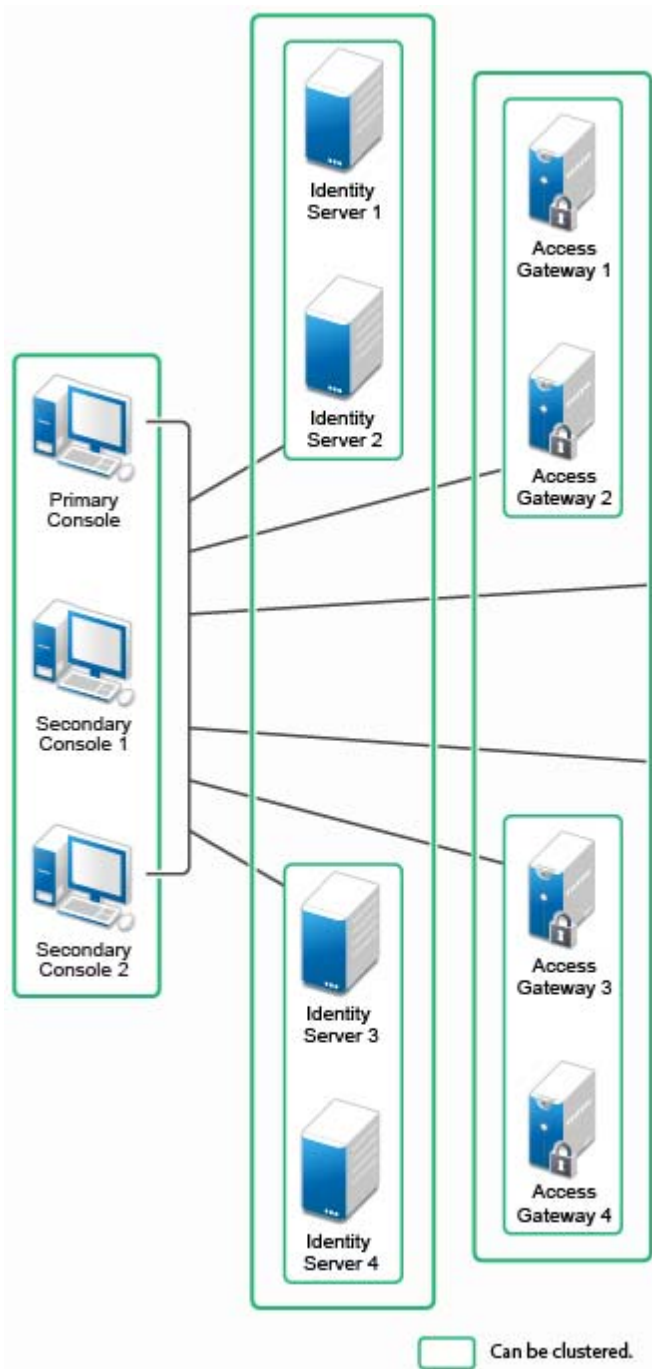 Identity
Server 1
Identity
Server 2
Access
Gateway 1
Access
Gateway 2
Primary
Console
Secondary
Console 1
Secondary
Console 2
Identity
Server 3
Identity
Server 4
Access
Gateway 3
Access
Gateway 4
Can be clustered.